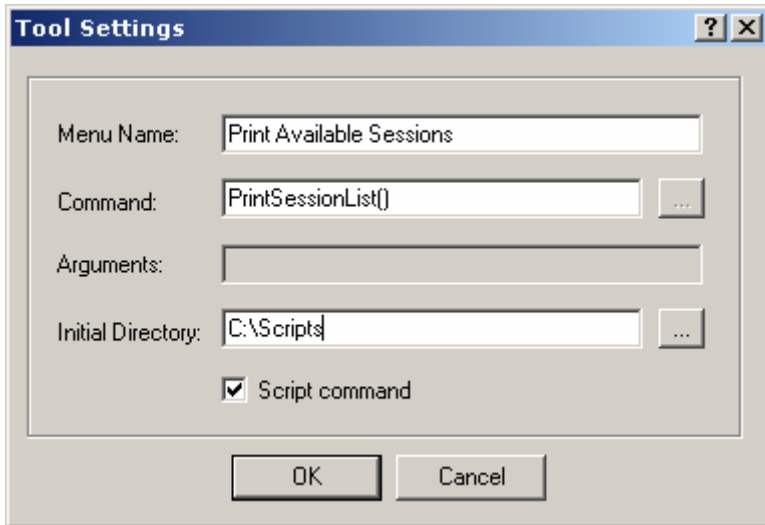 Tool Settings
? X
Menu Name: Print Available Sessions
Command: PrintSessionList() ...
Arguments:
Initial Directory: C:\Scripts ...
Script command
OK Cancel